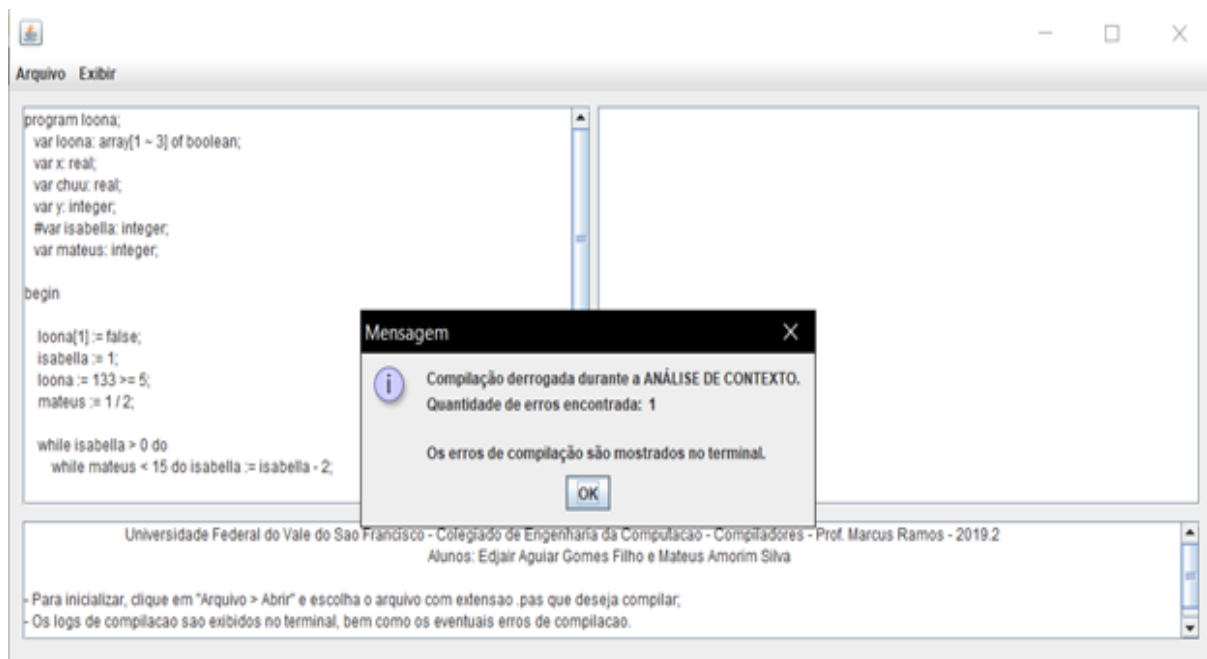 Arquivo Exibir
program loona;
var loona: array[1 ~ 3] of boolean;
var x: real;
var chuu: real;
var y: integer;
#var isabella: integer;
var mateus: integer;
begin
loona[1] := false;
isabella := 1;
loona := 133 >= 5;
mateus := 1 / 2;
while isabella > 0 do
while mateus < 15 do isabella := isabella - 2;
Mensagem
Compilação derrogada durante a ANÁLISE DE CONTEXTO.
Quantidade de erros encontrada: 1
Os erros de compilação são mostrados no terminal.
OK
Universidade Federal do Vale do Sao Francisco - Colegiado de Engenharia da Computacao - Compiladores - Prof. Marcus Ramos - 2019.2
Alunos: Edjair Aguiar Gomes Filho e Mateus Amorim Silva
- Para inicializar, clique em "Arquivo > Abrir" e escolha o arquivo com extensao .pas que deseja compilar;
- Os logs de compilacao sao exibidos no terminal, bem como os eventuais erros de compilacao.